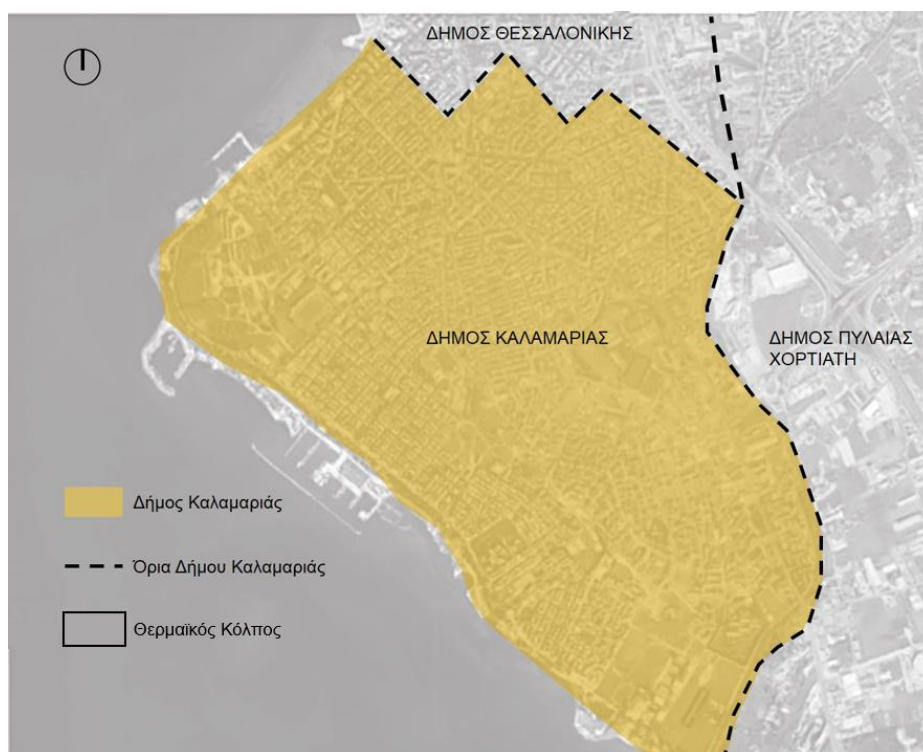 ΔΗΜΟΣ ΘΕΣΣΑΛΟΝΙΚΗΣ
ΔΗΜΟΣ ΚΑΛΑΜΑΡΙΑΣ
ΔΗΜΟΣ ΠΥΛΑΙΑΣ
ΧΟΡΤΙΑΤΗ
Δήμος Καλαμαριάς
Όρια Δήμου Καλαμαριάς
Θερμαϊκός Κόλπος